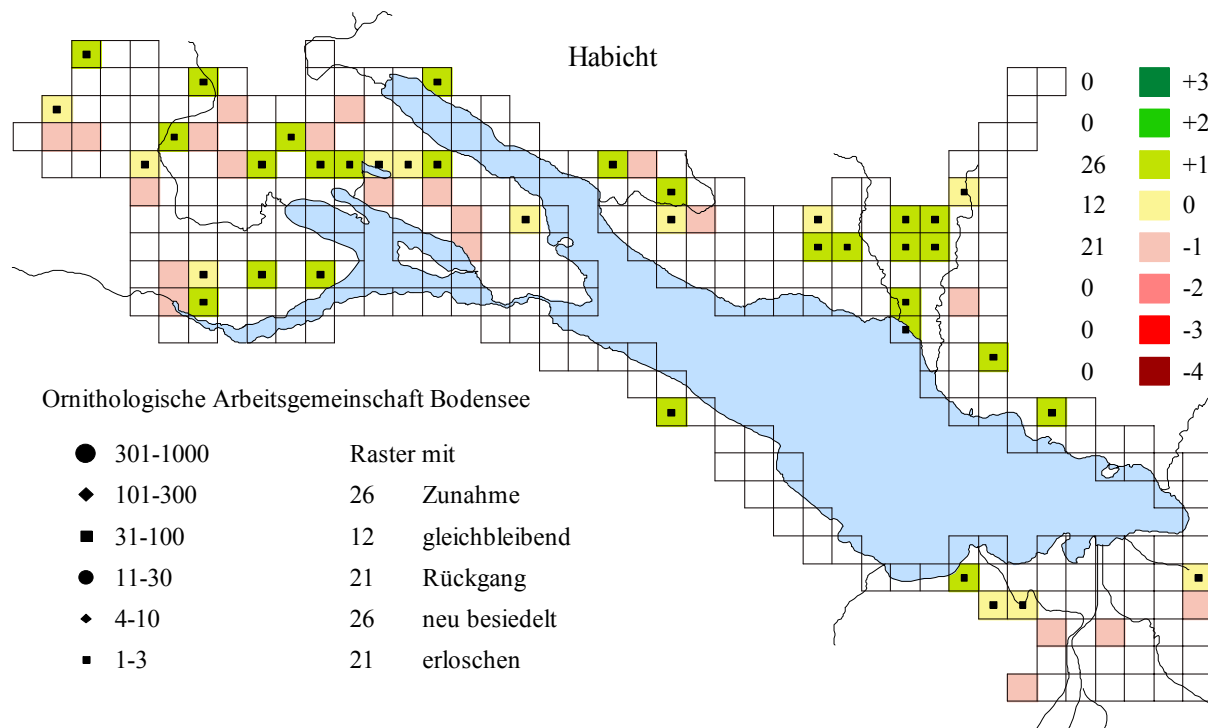 Habicht
0 +3
0 +2
26 +1
12 0
21 -1
0 -2
0 -3
0 -4
Ornithologische Arbeitsgemeinschaft Bodensee
301-1000 Raster mit
101-300 26 Zunahme
31-100 12 gleichbleibend
11-30 21 Rückgang
4-10 26 neu besiedelt
1-3 21 erloschen